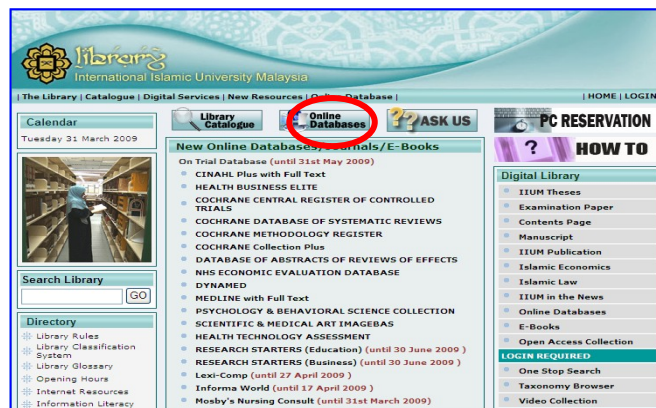 library
International Islamic University Malaysia
| The Library | Catalogue | Digital Services | New Resources | Online Database |
| HOME | LOGIN
Calendar
Tuesday 31 March 2009
Search Library
GO
Directory
Library Rules
Library Classification
System
Library Glossary
Opening Hours
Internet Resources
Information Literacy
Library
Catalogue
Online
Databases
?? ASK US
New Online Databases/Journals/E-Books
On Trial Database (until 31st May 2009)
CINAHL Plus with Full Text
HEALTH BUSINESS ELITE
COCHRANE CENTRAL REGISTER OF CONTROLLED
TRIALS
COCHRANE DATABASE OF SYSTEMATIC REVIEWS
COCHRANE METHODOLOGY REGISTER
COCHRANE Collection Plus
DATABASE OF ABSTRACTS OF REVIEWS OF EFFECTS
NHS ECONOMIC EVALUATION DATABASE
DYNAMED
MEDLINE with Full Text
PSYCHOLOGY & BEHAVIORAL SCIENCE COLLECTION
SCIENTIFIC & MEDICAL ART IMAGEBAS
HEALTH TECHNOLOGY ASSESSMENT
RESEARCH STARTERS (Education) (until 30 June 2009 )
RESEARCH STARTERS (Business) (until 30 June 2009 )
Lexi-Comp (until 27 April 2009 )
Informa World (until 17 April 2009 )
Mosby's Nursing Consult (until 31st March 2009)
PC RESERVATION
? HOW TO
Digital Library
IIUM Theses
Examination Paper
Contents Page
Manuscript
IIUM Publication
Islamic Economics
Islamic Law
IIUM in the News
Online Databases
E-Books
Open Access Collection
LOGIN REQUIRED
One Stop Search
Taxonomy Browser
Video Collection